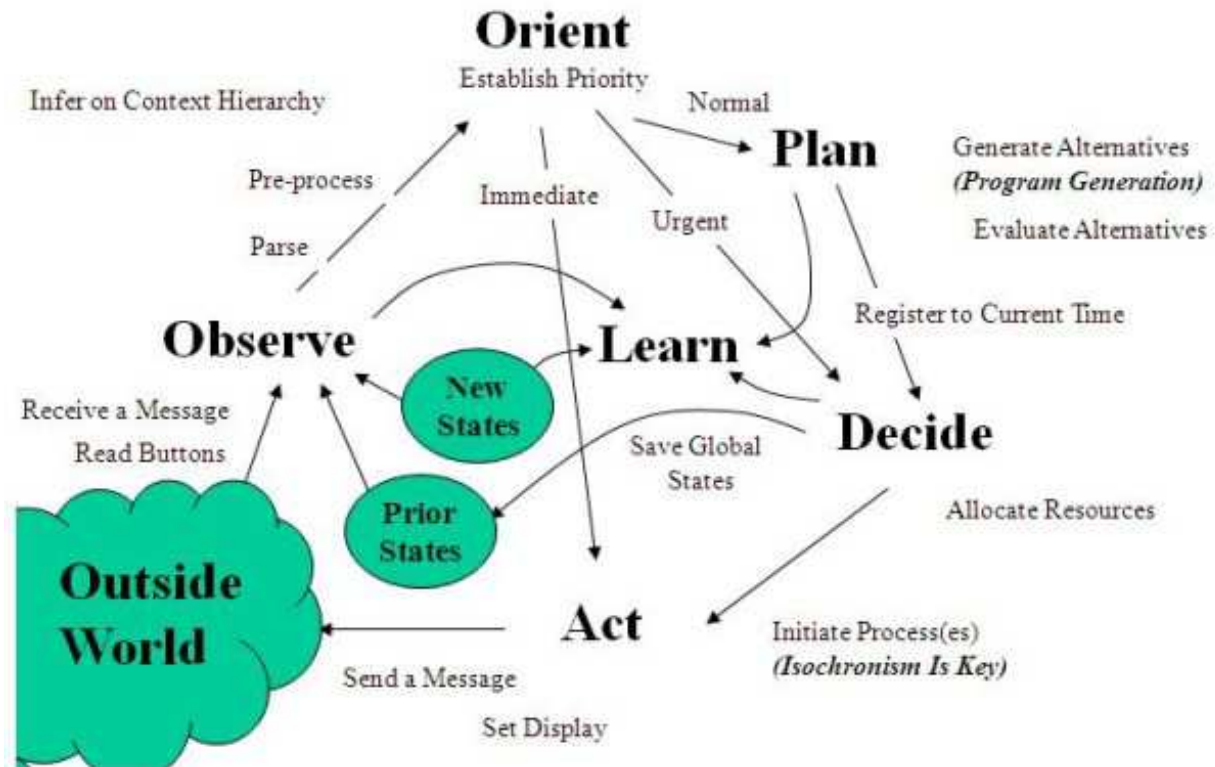 Orient
Establish Priority
Infer on Context Hierarchy
Normal
Plan
Generate Alternatives
(Program Generation)
Evaluate Alternatives
Pre-process
Immediate
Urgent
Parse
Register to Current Time
Observe
Learn
New
States
Receive a Message
Read Buttons
Decide
Save Global
States
Prior
States
Allocate Resources
Outside
World
Act
Initiate Process(es)
(Isochronism Is Key)
Send a Message
Set Display